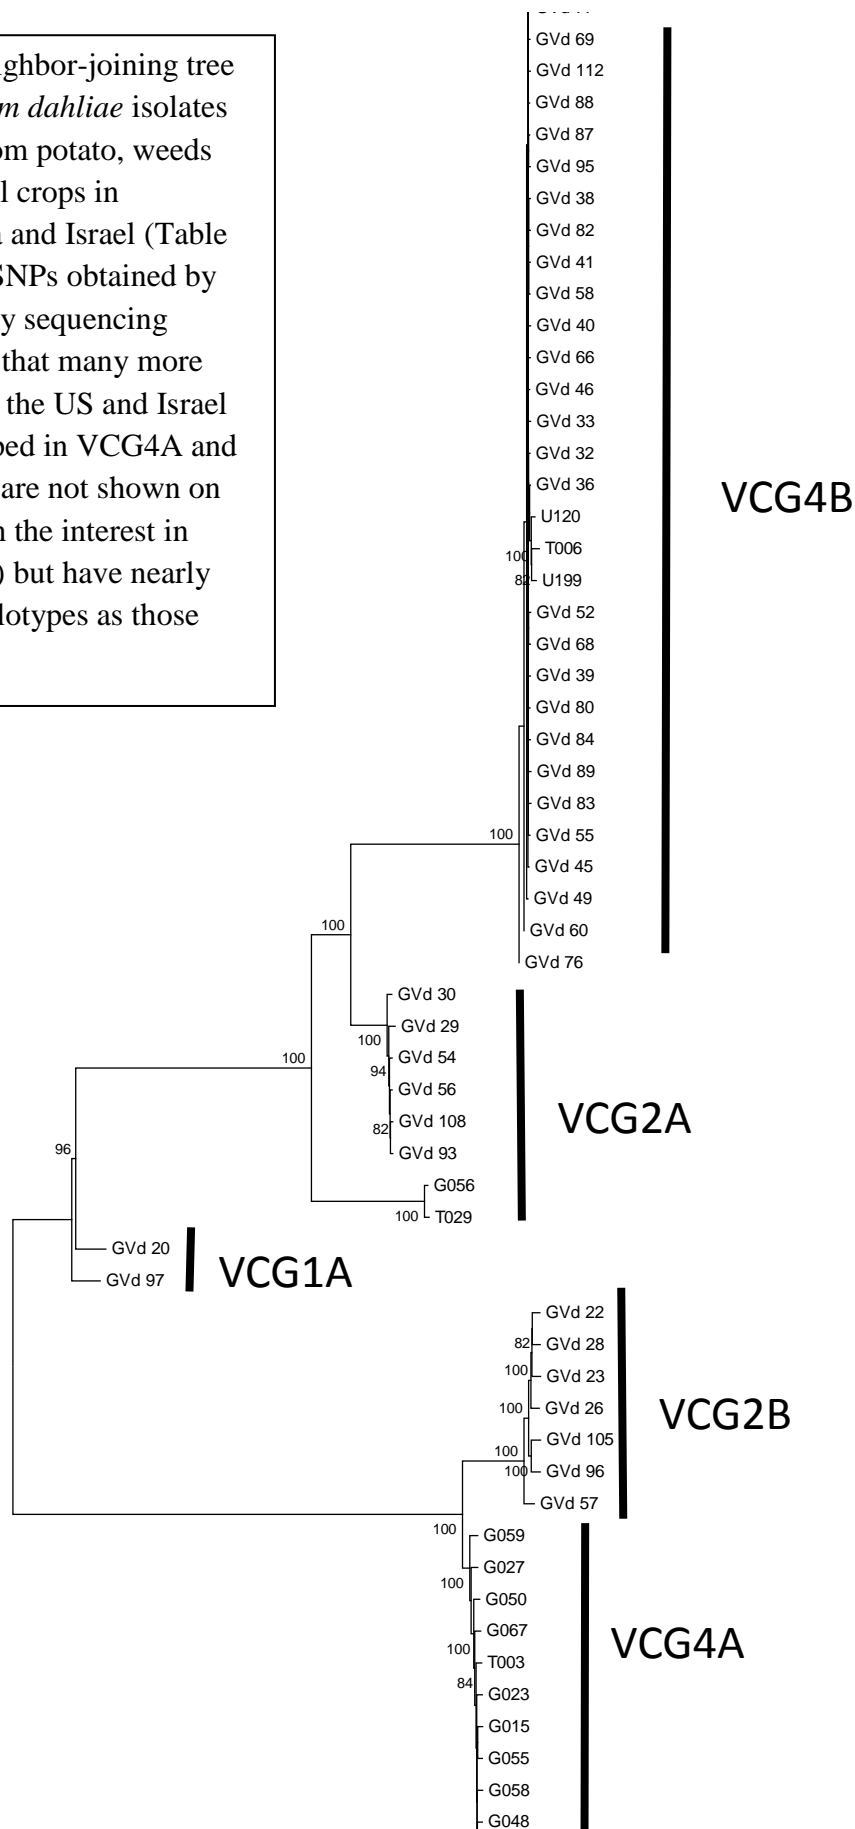 ghbor-joining tree
m dahliae isolates
om potato, weeds
l crops in
and Israel (Table
SNPs obtained by
y sequencing
that many more
the US and Israel
ped in VCG4A and
are not shown on
n the interest in
) but have nearly
lotypes as those
GVd 69
GVd 112
GVd 88
GVd 87
GVd 95
GVd 38
GVd 82
GVd 41
GVd 58
GVd 40
GVd 66
GVd 46
GVd 33
GVd 32
GVd 36
VCG4B
U120
T006
100
U199
82
GVd 52
GVd 68
GVd 39
GVd 80
GVd 84
GVd 89
GVd 83
GVd 55
100
GVd 45
GVd 49
GVd 60
100
GVd 76
GVd 30
GVd 29
100
GVd 54
100
94
GVd 56
GVd 108
VCG2A
82
GVd 93
96
G056
T029
100
GVd 20
GVd 97
VCG1A
GVd 22
GVd 28
82
GVd 23
100
GVd 26
100
VCG2B
GVd 105
100
GVd 96
100
GVd 57
100
G059
G027
100
G050
G067
VCG4A
100
T003
84
G023
G015
G055
G058
G048